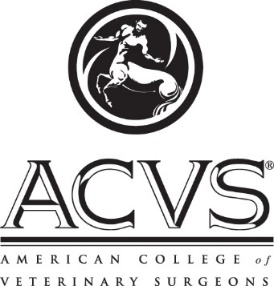 ACVS®
AMERICAN COLLEGE of
VETERINARY SURGEONS